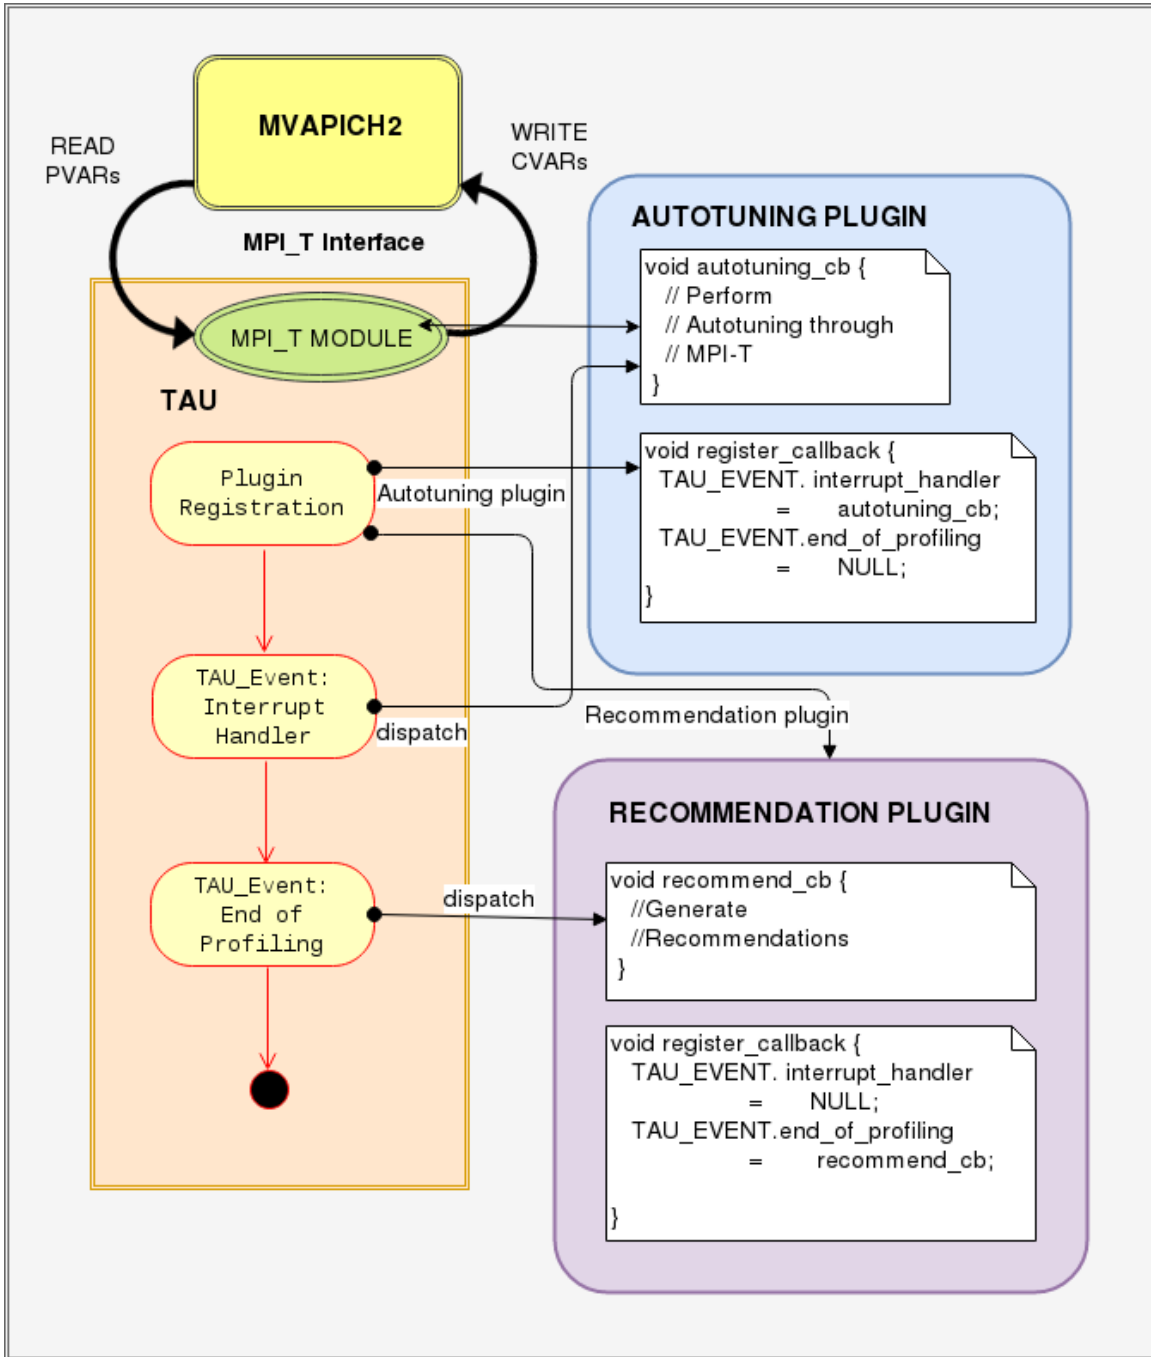 MVAPICH2
READ
PVARs
WRITE
CVARs
MPI_T Interface
MPI_T MODULE
TAU
Plugin
Registration
Autotuning plugin
TAU_Event:
Interrupt
Handler
dispatch
TAU_Event:
End of
Profiling
dispatch
AUTOTUNING PLUGIN
void autotuning_cb {
// Perform
// Autotuning through
// MPI-T
}
void register_callback {
TAU_EVENT. interrupt_handler
= autotuning_cb;
TAU_EVENT.end_of_profiling
= NULL;
}
Recommendation plugin
RECOMMENDATION PLUGIN
void recommend_cb {
//Generate
//Recommendations
}
void register_callback {
TAU_EVENT. interrupt_handler
= NULL;
TAU_EVENT.end_of_profiling
= recommend_cb;
}